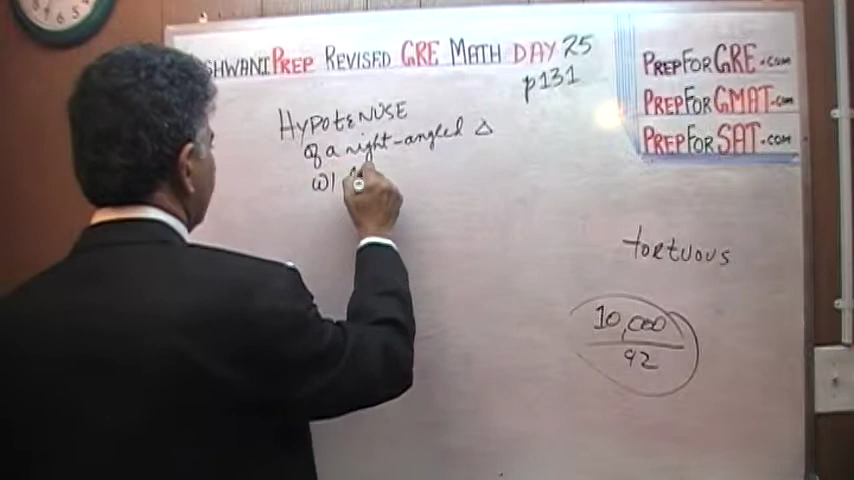 SHWANIPREP REVISED GRE MATH DAY 25
p131
PREPFORGRE.com
PREPFORGMAT.com
PREPFORSAT.com
HYPOTENUSE
of a right-angled △
w/
tortuous
10,000
92